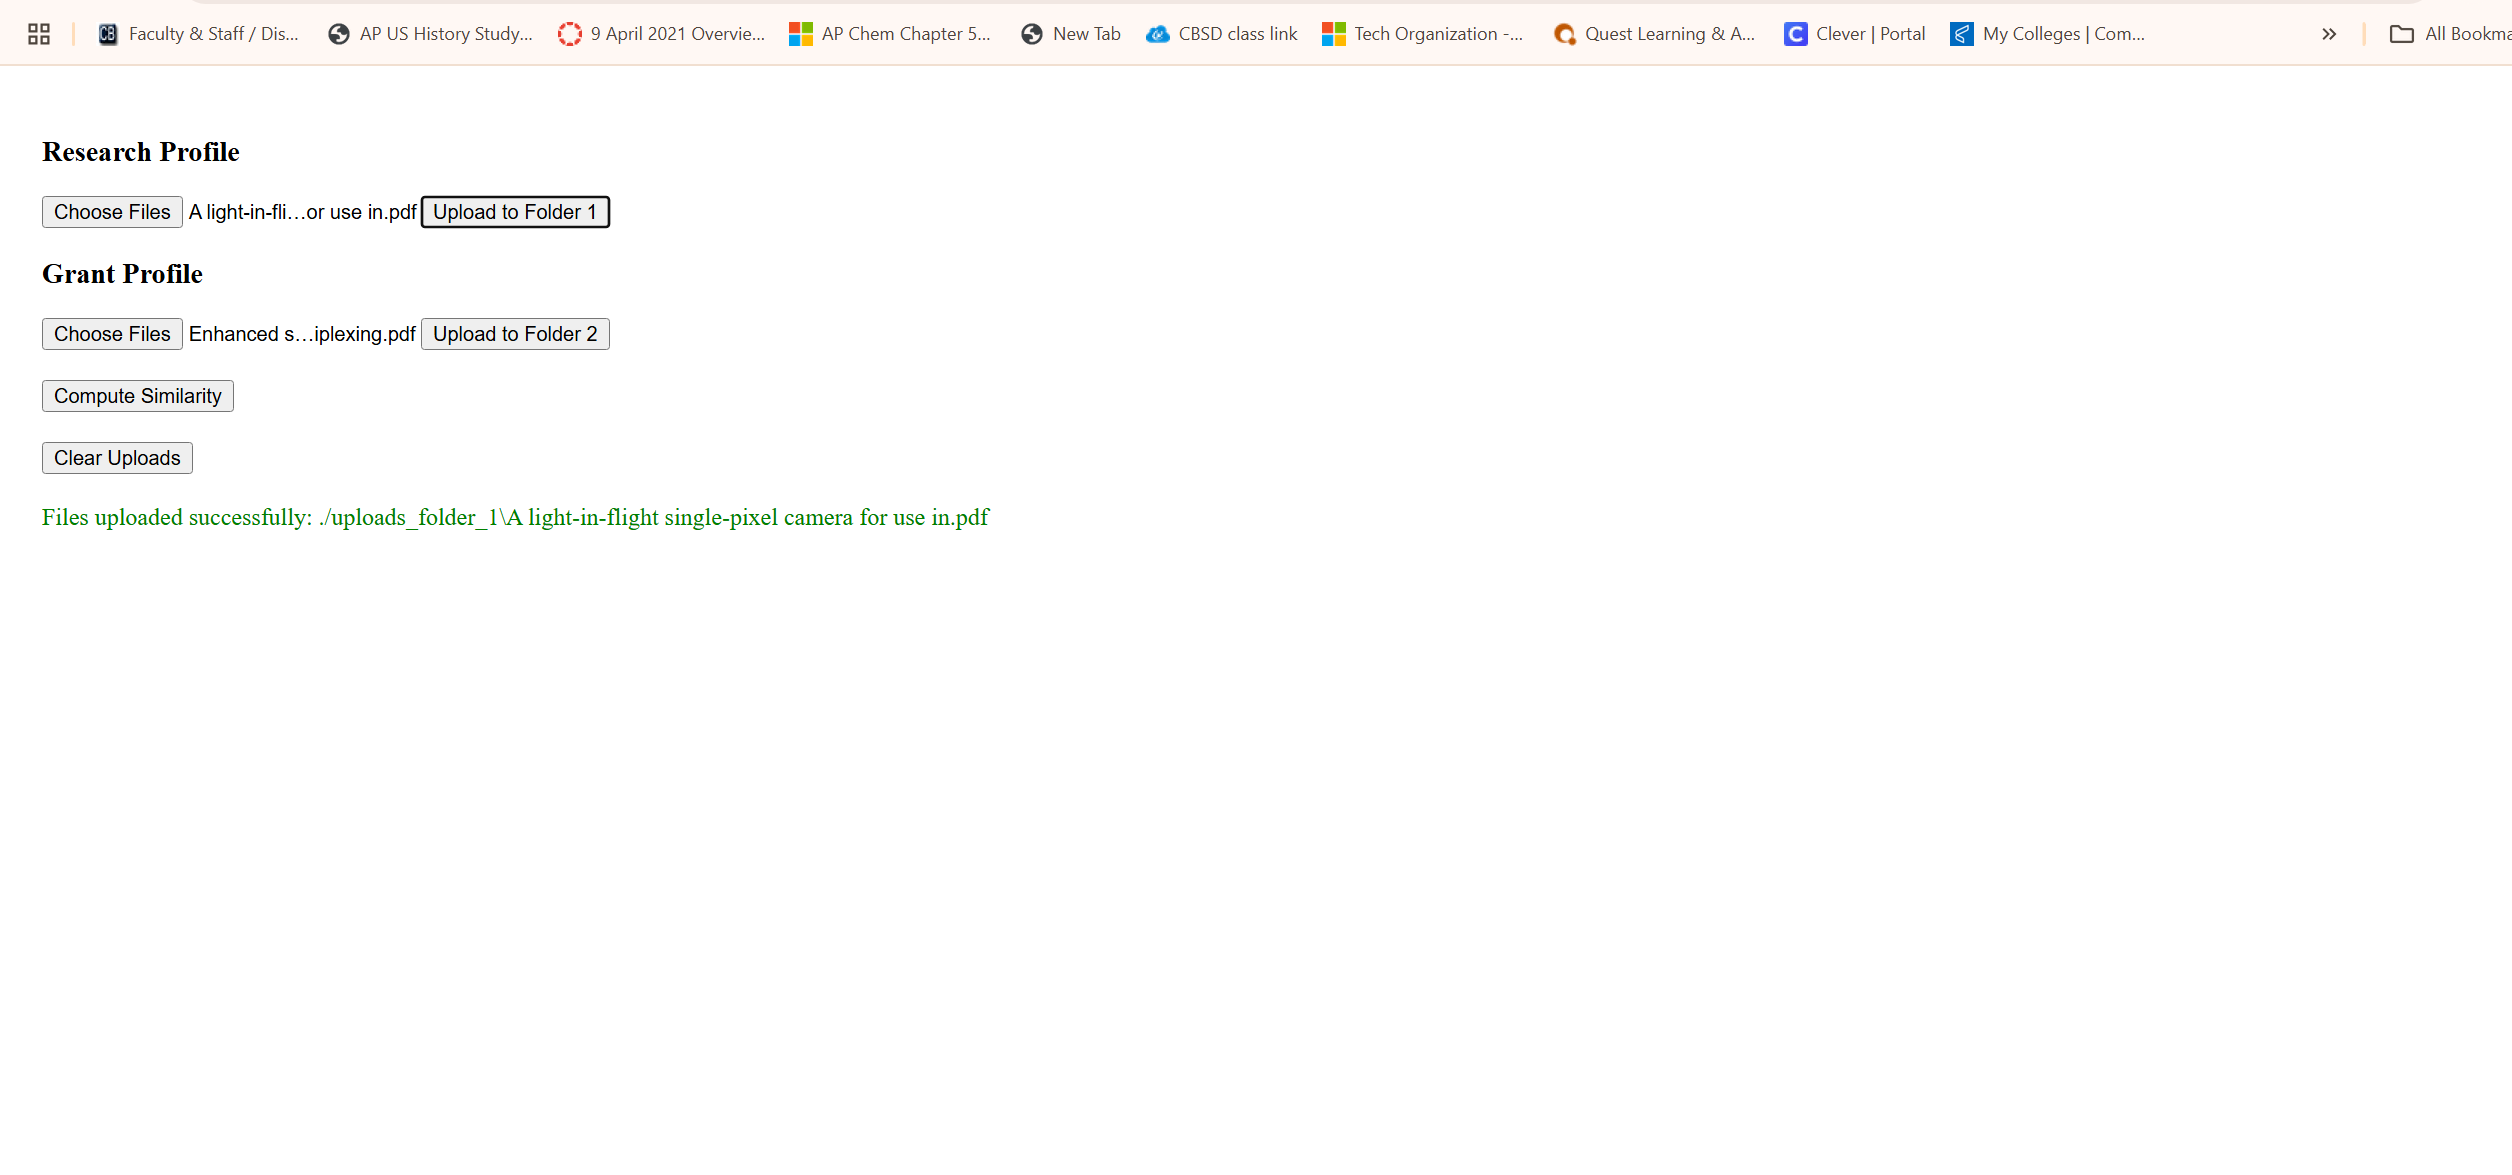 Faculty & Staff / Dis... AP US History Study... 9 April 2021 Overvie... AP Chem Chapter 5... New Tab CBSD class link Tech Organization -... Quest Learning & A... Clever | Portal My Colleges | Com... » All Bookma
Research Profile
Choose Files A light-in-fli...or use in.pdf Upload to Folder 1
Grant Profile
Choose Files Enhanced s...iplexing.pdf Upload to Folder 2
Compute Similarity
Clear Uploads
Files uploaded successfully: ./uploads_folder_1\A light-in-flight single-pixel camera for use in.pdf